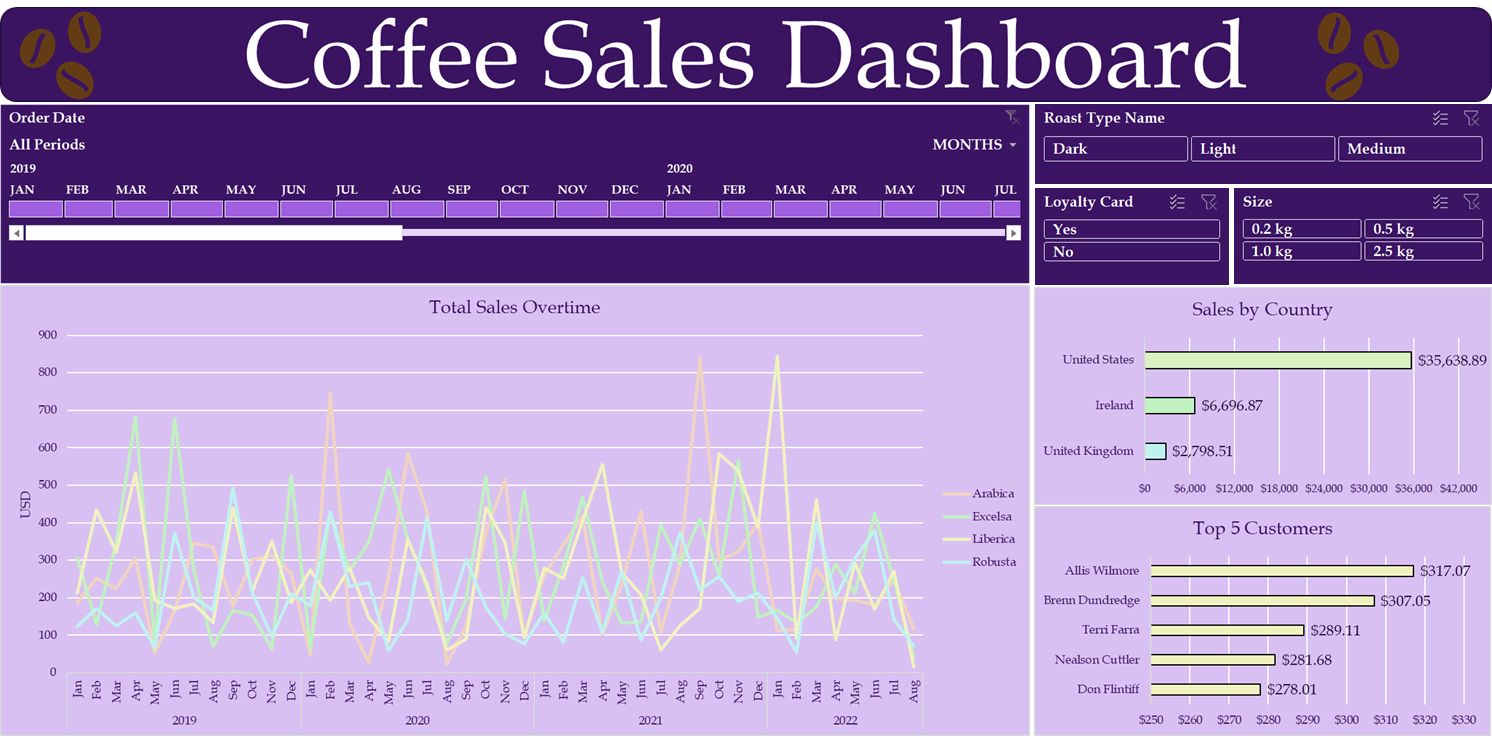 Coffee Sales Dashboard
Order Date
All Periods
MONTHS
2019 2020
JAN FEB MAR APR MAY JUN JUL AUG SEP OCT NOV DEC JAN FEB MAR APR MAY JUN JUL
Roast Type Name
Dark Light Medium
Loyalty Card
Yes
No
Size
0.2 kg 0.5 kg
1.0 kg 2.5 kg
Total Sales Overtime
900
800
700
600
500
400
300
200
100
0
USD
Jan Feb Mar Apr May Jun Jul Aug Sep Oct Nov Dec Jan Feb Mar Apr May Jun Jul Aug Sep Oct Nov Dec Jan Feb Mar Apr May Jun Jul Aug Sep Oct Nov Dec Jan Feb Mar Apr May Jun Jul Aug
2019 2020 2021 2022
Arabica
Excelsa
Liberica
Robusta
Sales by Country
United States $35,638.89
Ireland $6,696.87
United Kingdom $2,798.51
$0 $6,000 $12,000 $18,000 $24,000 $30,000 $36,000 $42,000
Top 5 Customers
Allis Wilmore $317.07
Brenn Dundredge $307.05
Terri Farra $289.11
Nealson Cuttler $281.68
Don Flintiff $278.01
$250 $260 $270 $280 $290 $300 $310 $320 $330